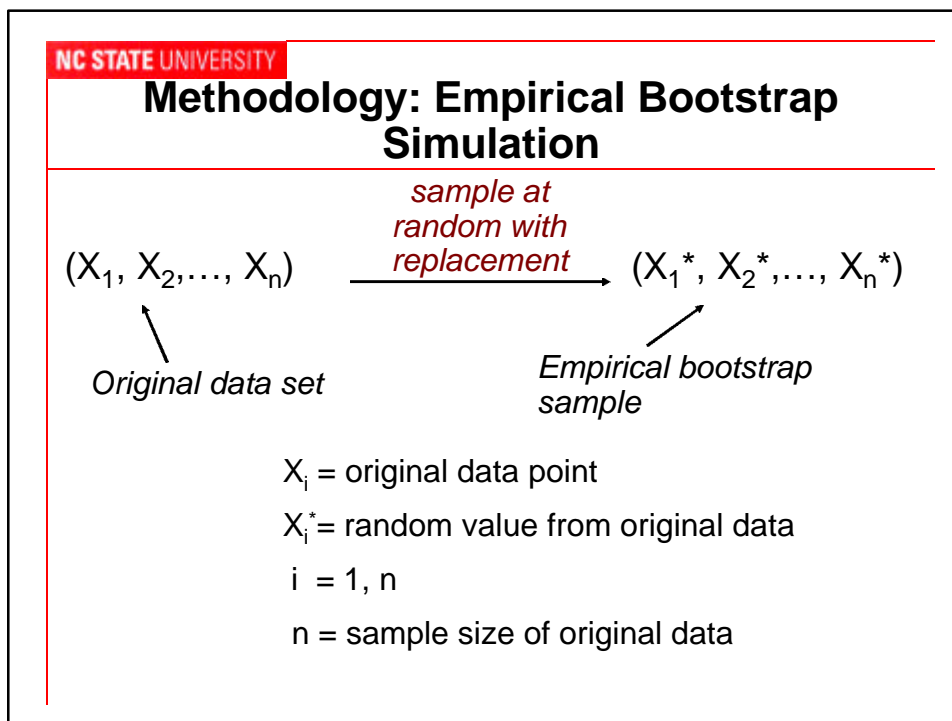 NC STATE UNIVERSITY
Methodology: Empirical Bootstrap
Simulation
sample at
random with
replacement
(X₁, X₂,…, Xₙ)
(X₁*, X₂*,…, Xₙ*)
Original data set
Empirical bootstrap
sample
Xᵢ = original data point
Xᵢ*= random value from original data
i = 1, n
n = sample size of original data